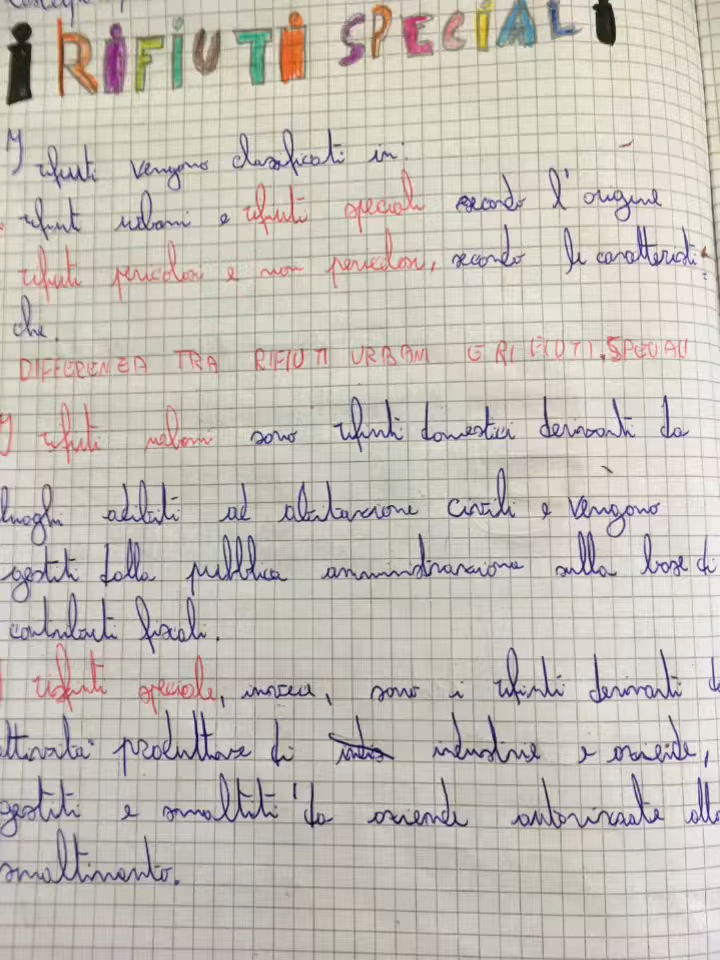 i RIFIUTI SPECIALI
I rifiuti vengono classificati in:
rifiuti urbani e rifiuti speciali secondo l'origine
rifiuti pericolosi e non pericolosi, secondo le caratteristi
che.
DIFFERENZA TRA RIFIUTI URBANI E RIFIUTI SPECIALI
I rifiuti urbani sono rifiuti domestici derivanti da
luoghi adibiti ad abitazione civili e vengono
gestiti dalla pubblica amministrazione sulla base di
contributi fiscali.
rifiuti speciale, invece, sono i rifiuti derivanti d
attività produttive di industrie e aziende,
gestiti e smaltiti da aziende autorizzate allo
smaltimento.